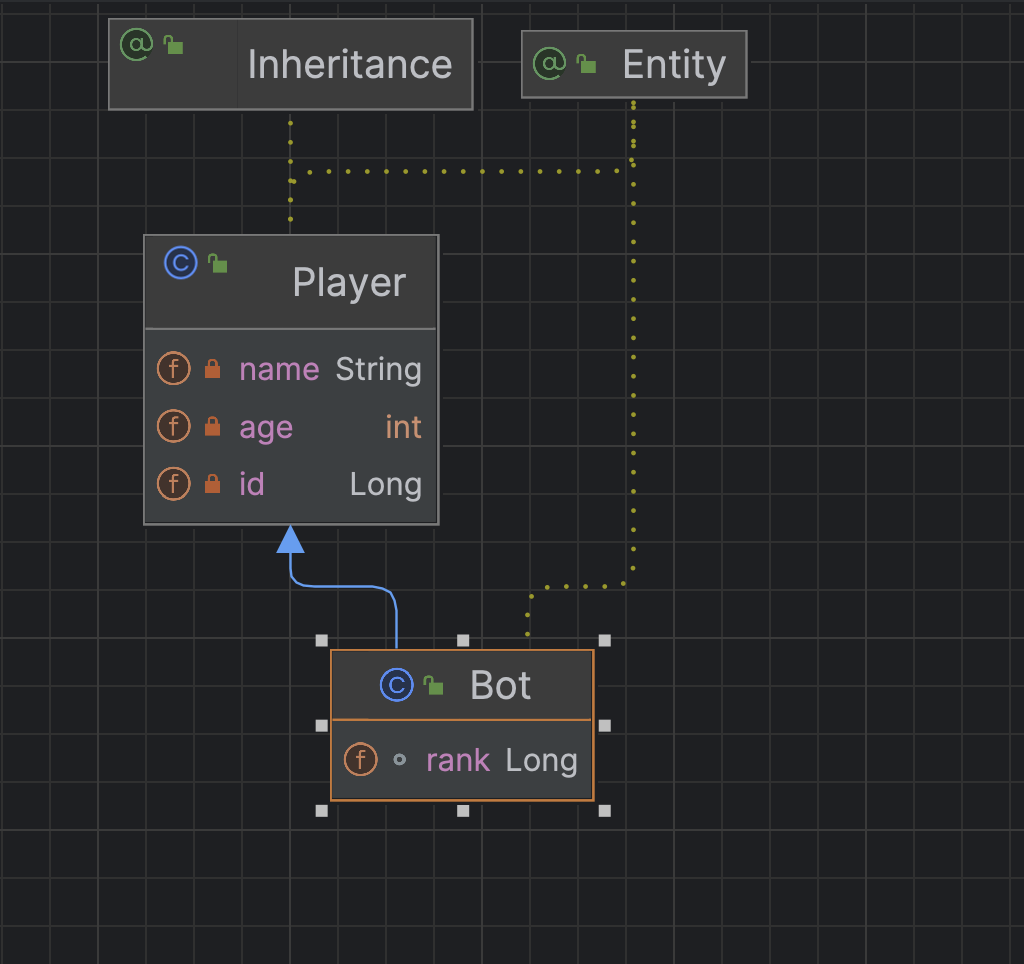 @ Inheritance
@ Entity
C Player
f name String
f age int
f id Long
C Bot
f rank Long